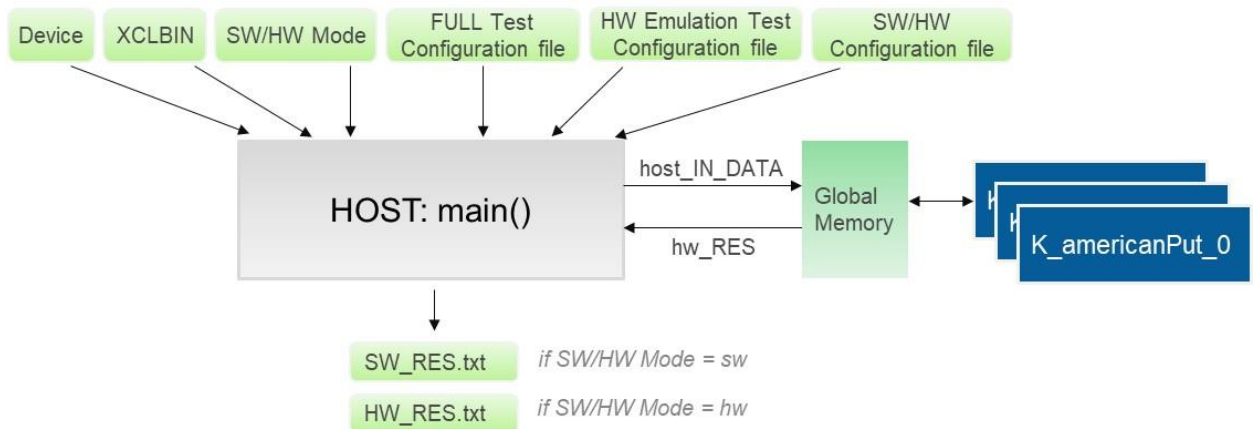 Device
XCLBIN
SW/HW Mode
FULL Test
Configuration file
HW Emulation Test
Configuration file
SW/HW
Configuration file
HOST: main()
host_IN_DATA
hw_RES
Global
Memory
K_americanPut_0
SW_RES.txt
if SW/HW Mode = sw
HW_RES.txt
if SW/HW Mode = hw